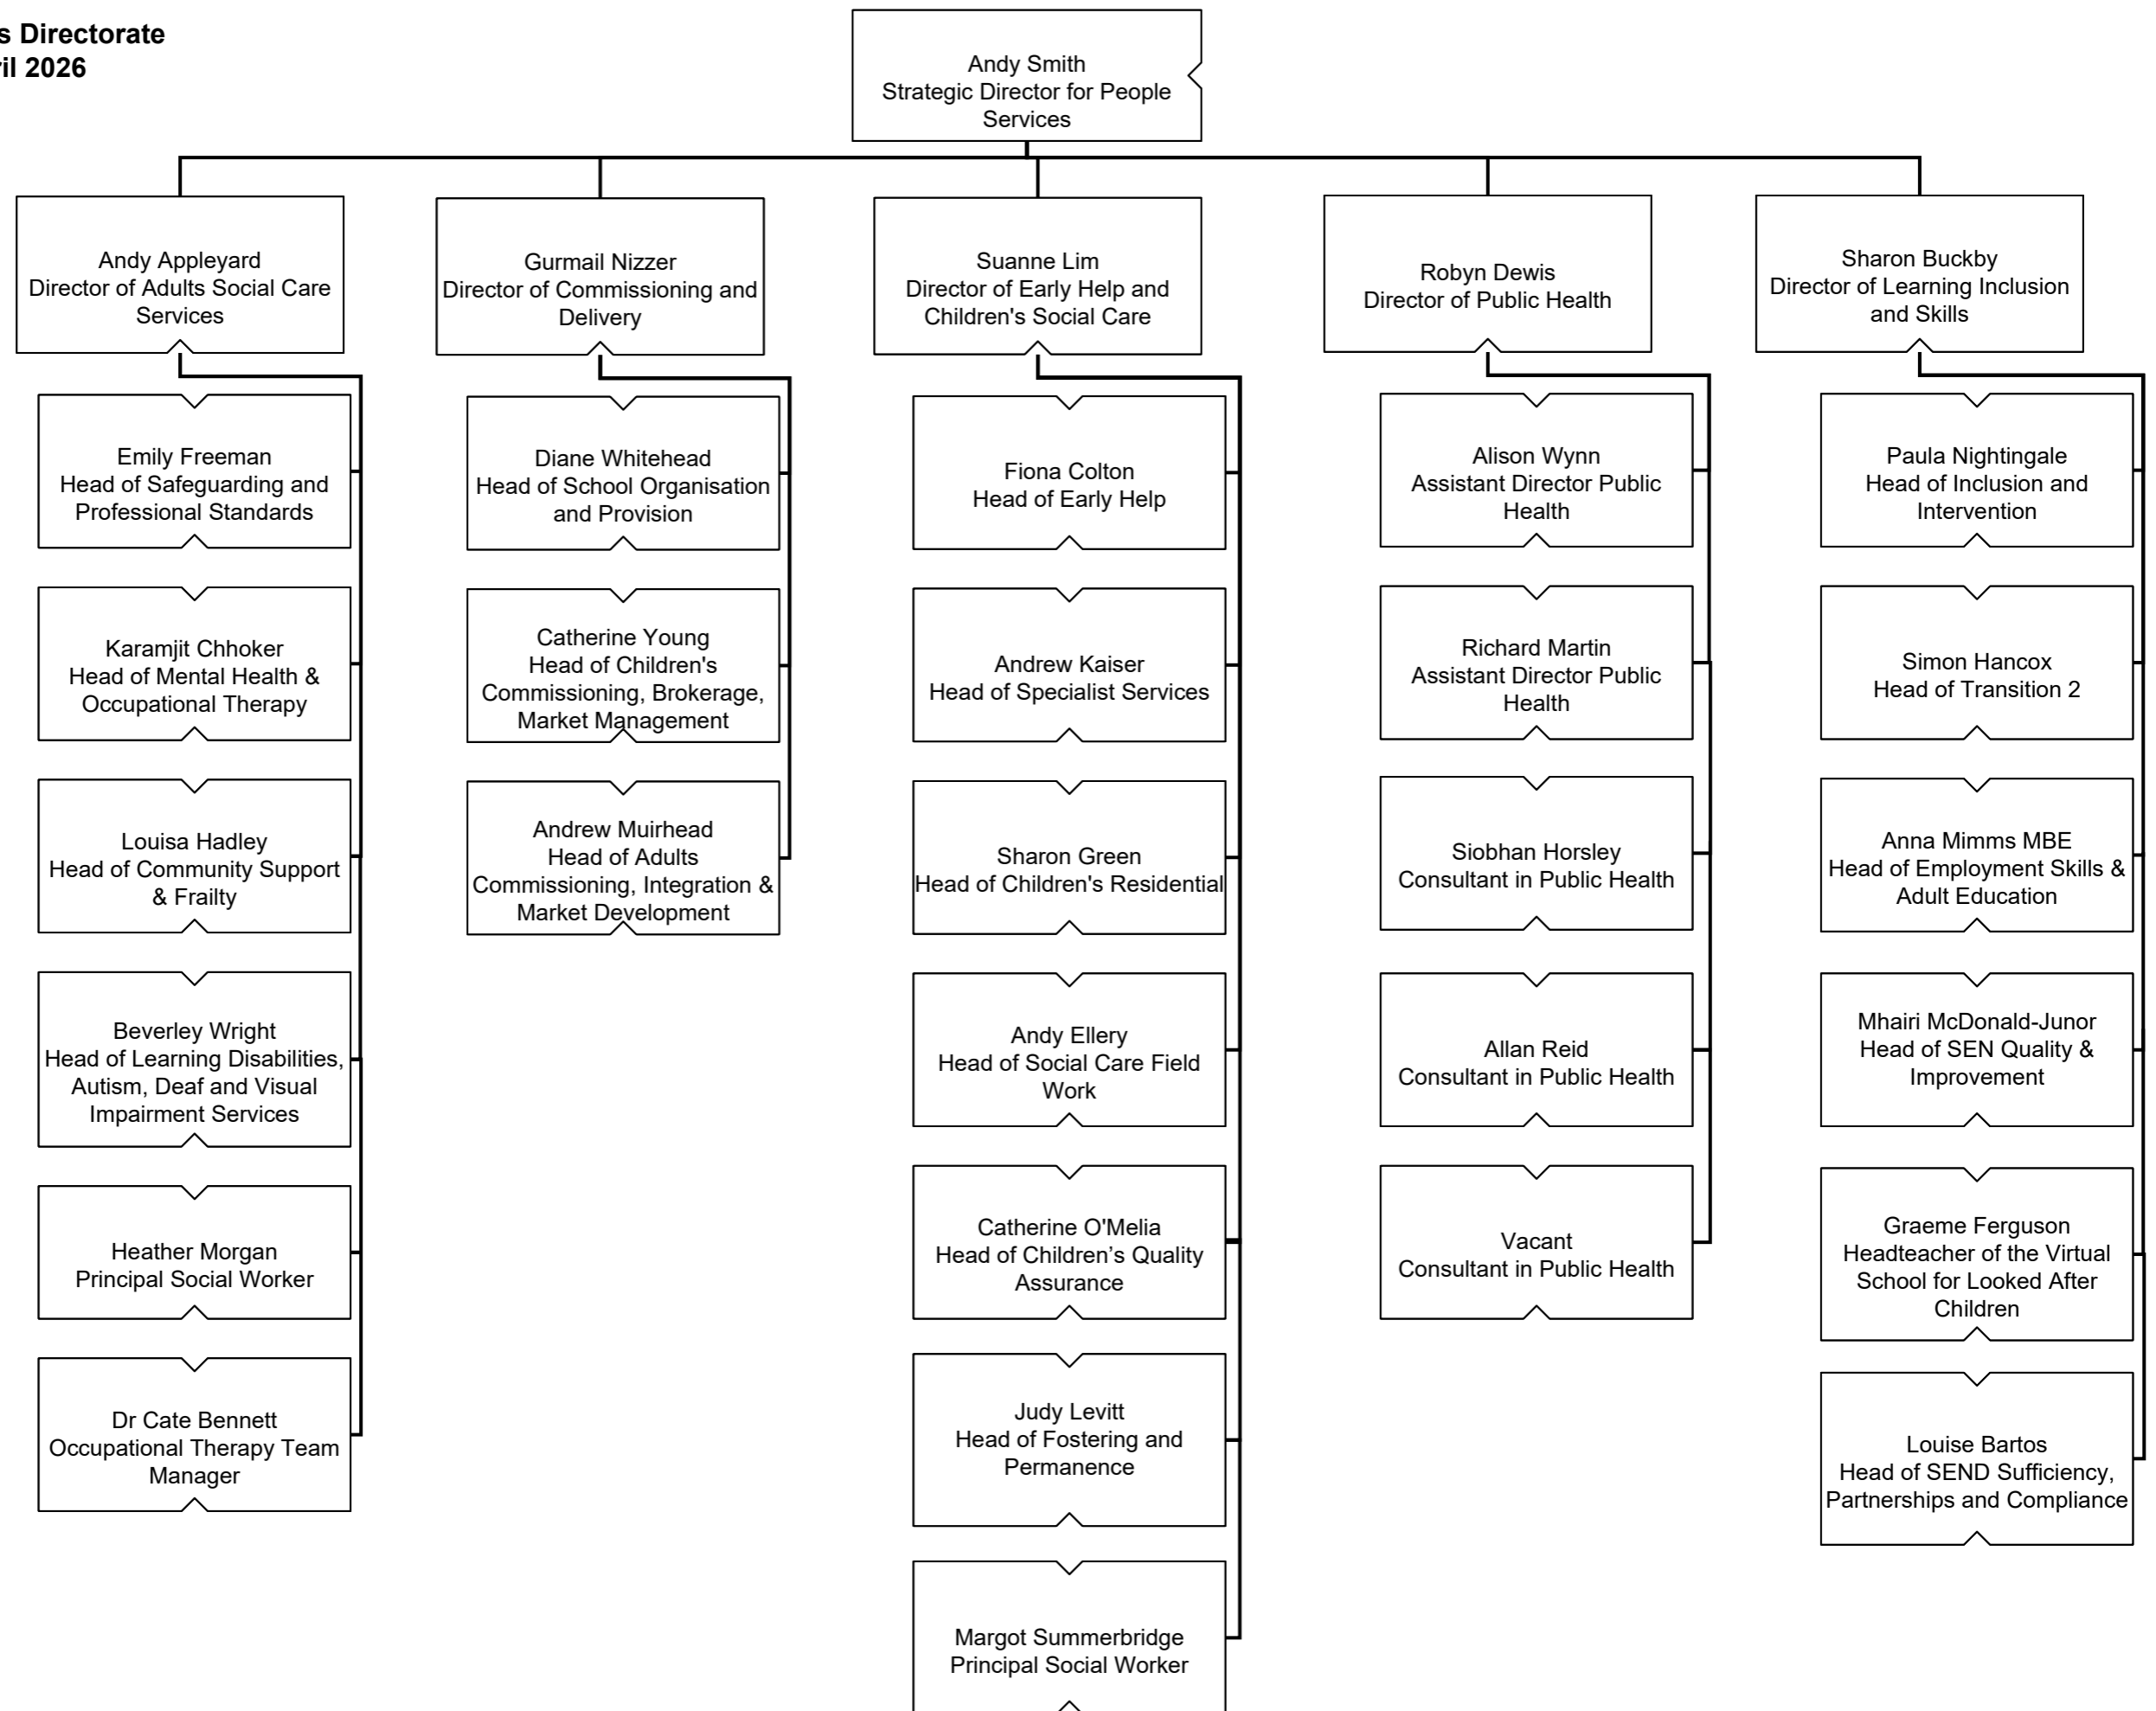 s Directorate
ril 2026
Andy Smith
Strategic Director for People
Services
Andy Appleyard
Director of Adults Social Care
Services
Gurmail Nizzer
Director of Commissioning and
Delivery
Suanne Lim
Director of Early Help and
Children's Social Care
Robyn Dewis
Director of Public Health
Sharon Buckby
Director of Learning Inclusion
and Skills
Emily Freeman
Head of Safeguarding and
Professional Standards
Karamjit Chhoker
Head of Mental Health &
Occupational Therapy
Louisa Hadley
Head of Community Support
& Frailty
Beverley Wright
Head of Learning Disabilities,
Autism, Deaf and Visual
Impairment Services
Heather Morgan
Principal Social Worker
Dr Cate Bennett
Occupational Therapy Team
Manager
Diane Whitehead
Head of School Organisation
and Provision
Catherine Young
Head of Children's
Commissioning, Brokerage,
Market Management
Andrew Muirhead
Head of Adults
Commissioning, Integration &
Market Development
Fiona Colton
Head of Early Help
Andrew Kaiser
Head of Specialist Services
Sharon Green
Head of Children's Residential
Andy Ellery
Head of Social Care Field
Work
Catherine O'Melia
Head of Children’s Quality
Assurance
Judy Levitt
Head of Fostering and
Permanence
Margot Summerbridge
Principal Social Worker
Alison Wynn
Assistant Director Public
Health
Richard Martin
Assistant Director Public
Health
Siobhan Horsley
Consultant in Public Health
Allan Reid
Consultant in Public Health
Vacant
Consultant in Public Health
Paula Nightingale
Head of Inclusion and
Intervention
Simon Hancox
Head of Transition 2
Anna Mimms MBE
Head of Employment Skills &
Adult Education
Mhairi McDonald-Junor
Head of SEN Quality &
Improvement
Graeme Ferguson
Headteacher of the Virtual
School for Looked After
Children
Louise Bartos
Head of SEND Sufficiency,
Partnerships and Compliance